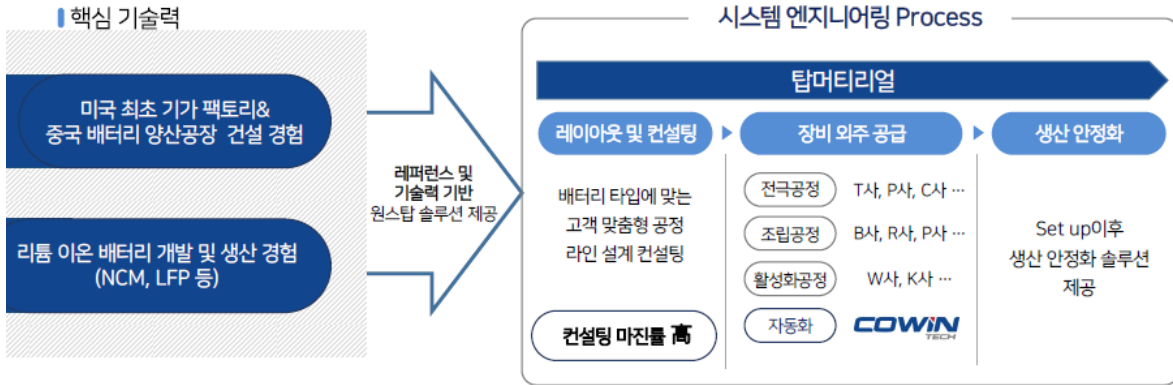 핵심 기술력
미국 최초 기가 팩토리&
중국 배터리 양산공장 건설 경험
리튬 이온 배터리 개발 및 생산 경험
(NCM, LFP 등)
레퍼런스 및
기술력 기반
원스탑 솔루션 제공
시스템 엔지니어링 Process
탑머티리얼
레이아웃 및 컨설팅
배터리 타입에 맞는
고객 맞춤형 공정
라인 설계 컨설팅
컨설팅 마진률 高
장비 외주 공급
전극공정 T사, P사, C사 …
조립공정 B사, R사, P사 …
활성화공정 W사, K사 …
자동화 COWIN
TECH
생산 안정화
Set up이후
생산 안정화 솔루션
제공